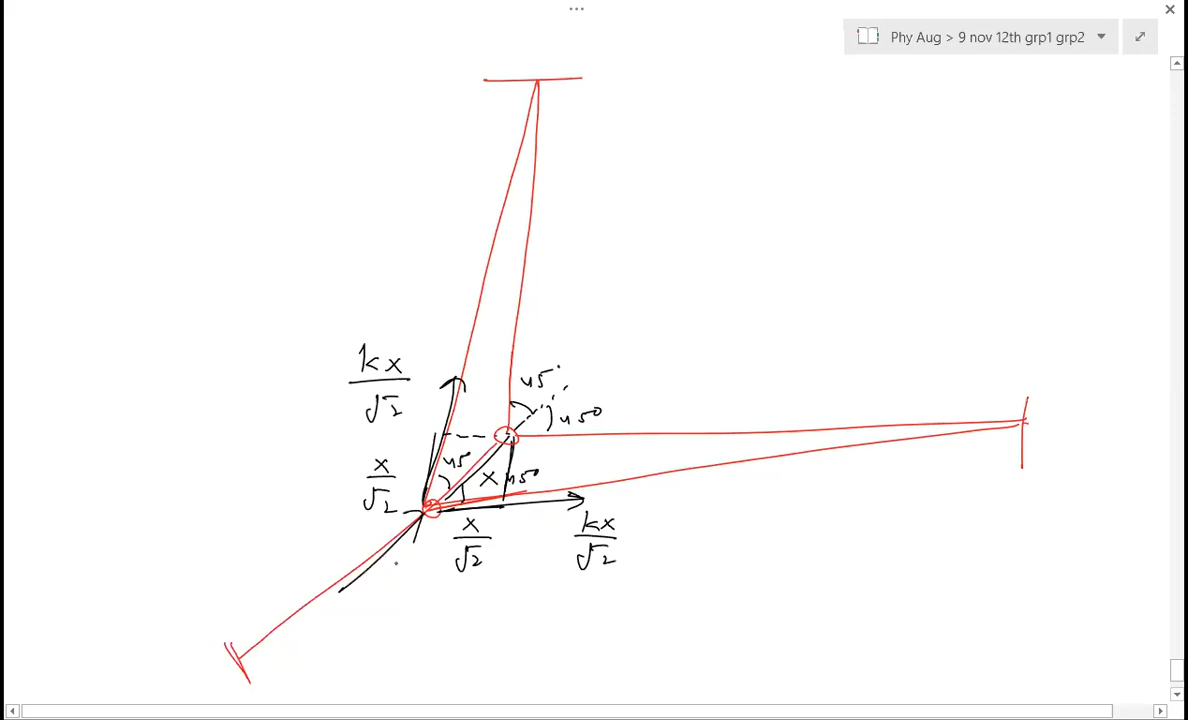 Phy Aug > 9 nov 12th grp1 grp2
kx
√2
45°
45°
x
√2
45°
x
45°
x
√2
kx
√2